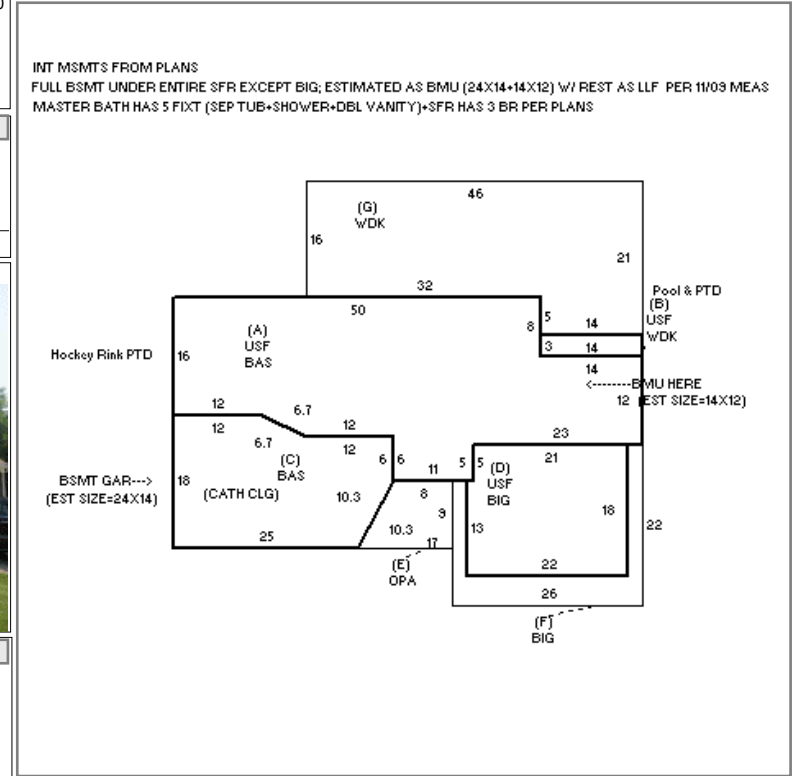 INT MSMTS FROM PLANS
FULL BSMT UNDER ENTIRE SFR EXCEPT BIG; ESTIMATED AS BMU (24X14+14X12) W/ REST AS LLF PER 11/09 MEAS
MASTER BATH HAS 5 FIXT (SEP TUB+SHOWER+DBL VANITY)+SFR HAS 3 BR PER PLANS
46
(G)
WDK
16
21
32
Pool & PTD
50
(B)
USF
WDK
5
14
8
(A)
USF
BAS
3
14
Hockey Rink PTD
16
14
<-------BMU HERE
12
(EST SIZE=14X12)
12
6.7
12
12
6.7
12
23
21
(C)
BAS
6
6
11
5
5
(D)
USF
BIG
BSMT GAR--->
(EST SIZE=24X14)
18
(CATH CLG)
10.3
8
9
18
22
10.3
13
25
17
(E)
OPA
22
26
(F)
BIG